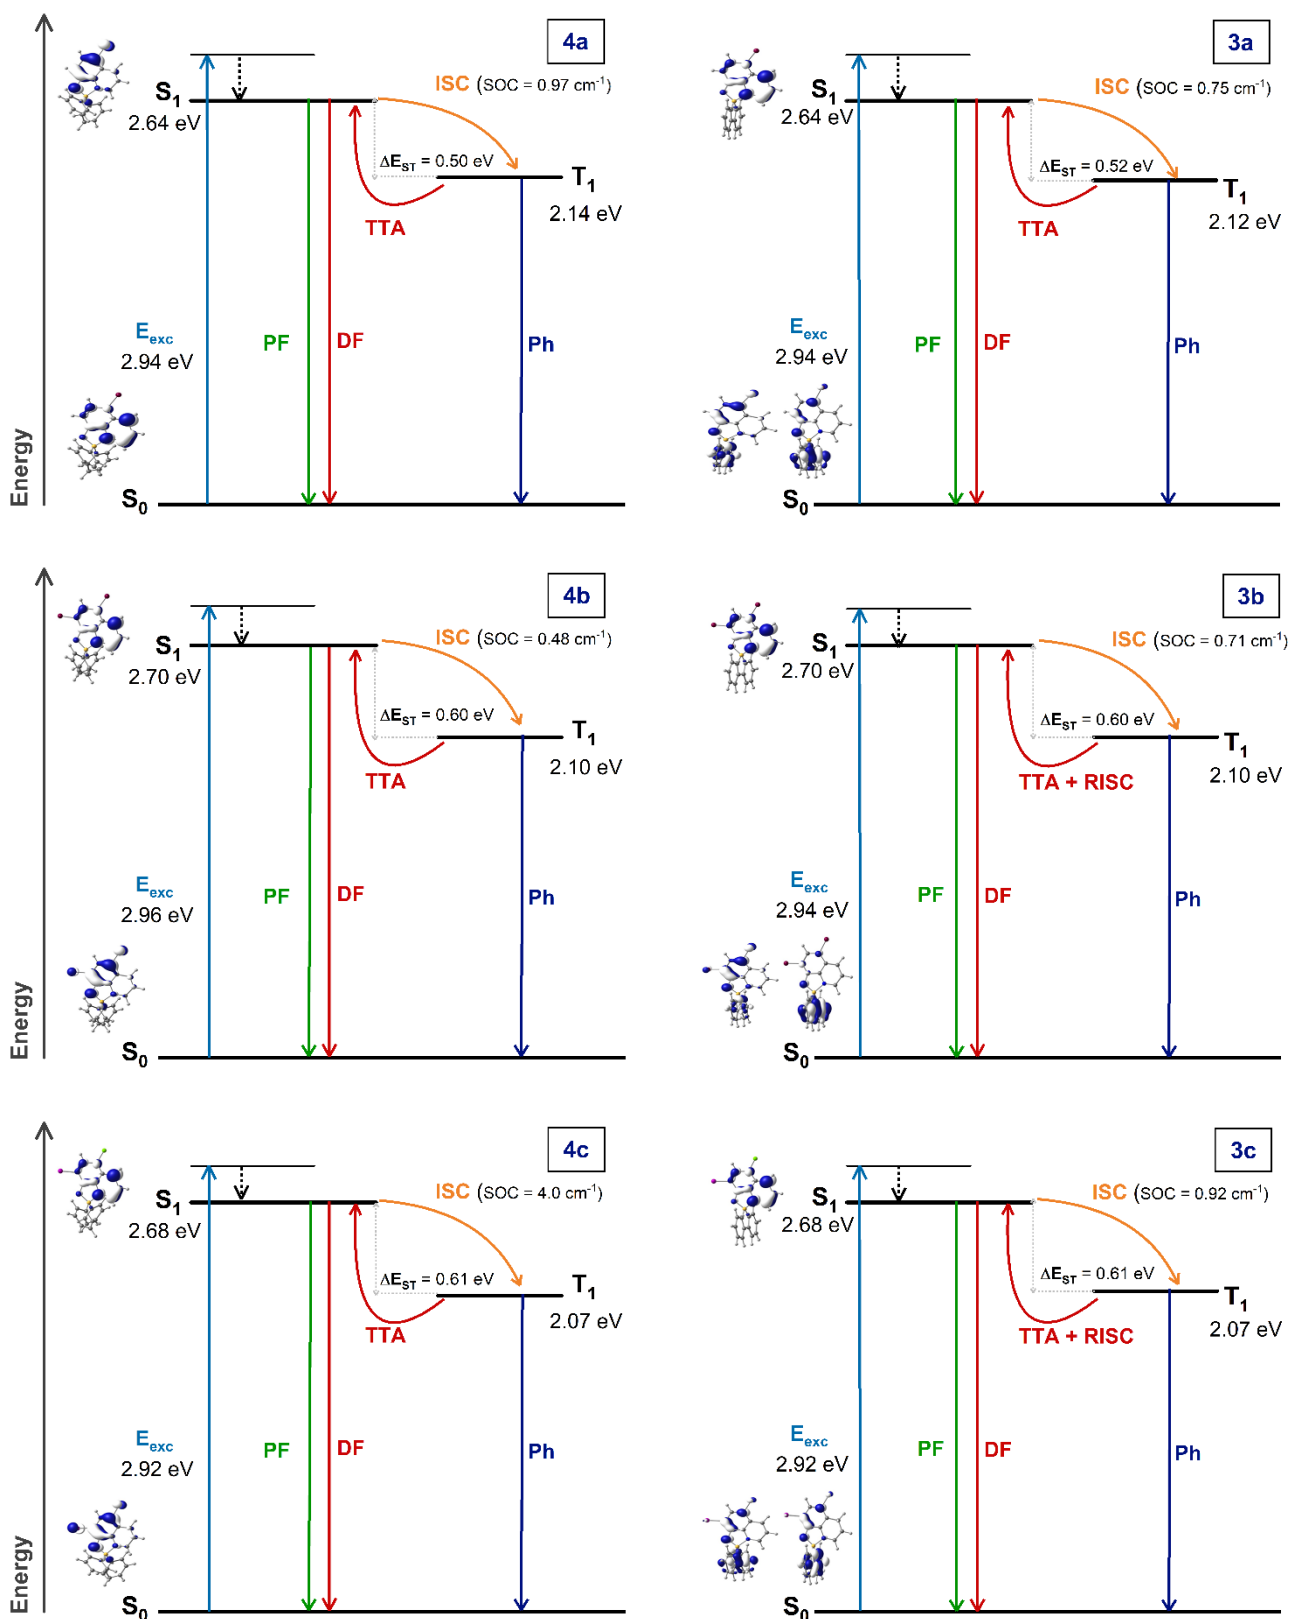 4a
S1
2.64 eV
ISC (SOC = 0.97 cm-1)
ΔEST = 0.50 eV
T1
2.14 eV
TTA
Eexc
2.94 eV
PF
DF
Ph
S0
Energy
3a
S1
2.64 eV
ISC (SOC = 0.75 cm-1)
ΔEST = 0.52 eV
T1
2.12 eV
TTA
Eexc
2.94 eV
PF
DF
Ph
S0
4b
S1
2.70 eV
ISC (SOC = 0.48 cm-1)
ΔEST = 0.60 eV
T1
2.10 eV
TTA
Eexc
2.96 eV
PF
DF
Ph
S0
Energy
3b
S1
2.70 eV
ISC (SOC = 0.71 cm-1)
ΔEST = 0.60 eV
T1
2.10 eV
TTA + RISC
Eexc
2.94 eV
PF
DF
Ph
S0
4c
S1
2.68 eV
ISC (SOC = 4.0 cm-1)
ΔEST = 0.61 eV
T1
2.07 eV
TTA
Eexc
2.92 eV
PF
DF
Ph
S0
Energy
3c
S1
2.68 eV
ISC (SOC = 0.92 cm-1)
ΔEST = 0.61 eV
T1
2.07 eV
TTA + RISC
Eexc
2.92 eV
PF
DF
Ph
S0